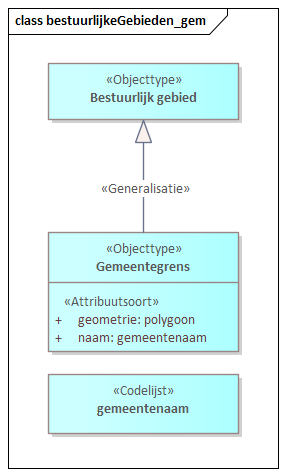 class bestuurlijkeGebieden_gem
«Objecttype»
Bestuurlijk gebied
«Generalisatie»
«Objecttype»
Gemeentegrens
«Attribuutsoort»
+ geometrie: polygoon
+ naam: gemeentenaam
«Codelijst»
gemeentenaam